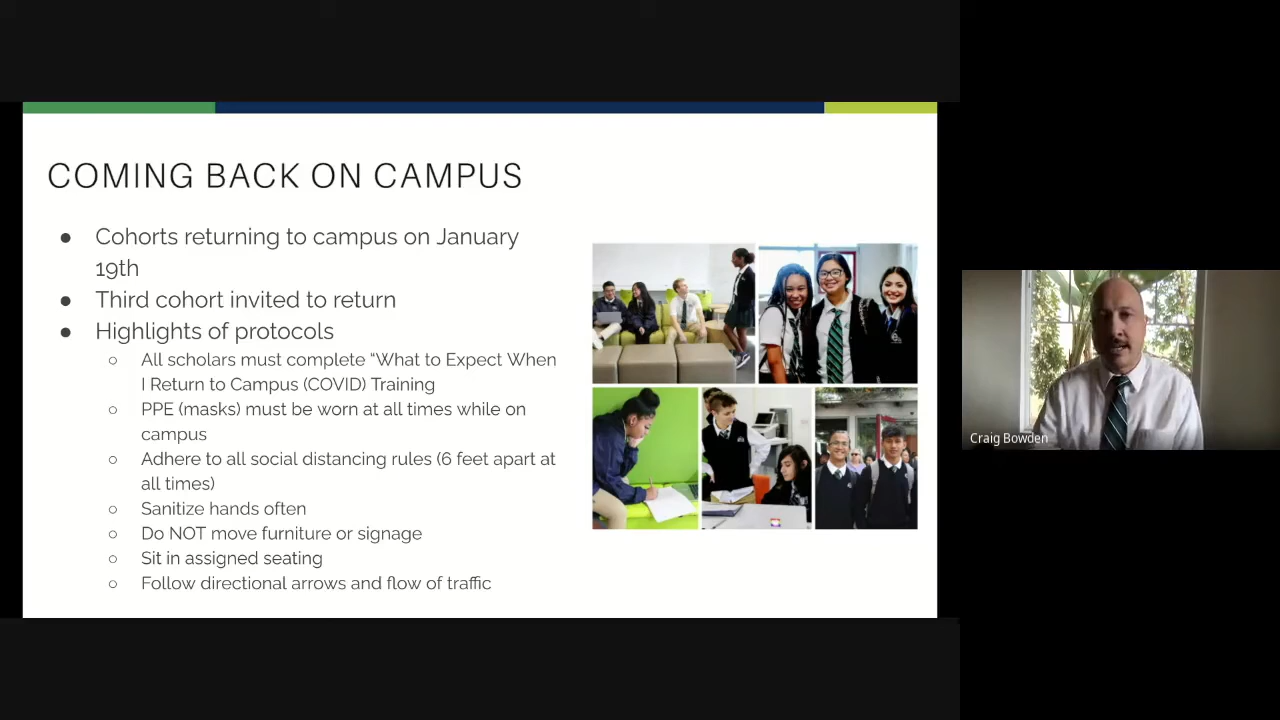 COMING BACK ON CAMPUS
● Cohorts returning to campus on January
19th
● Third cohort invited to return
● Highlights of protocols
○ All scholars must complete “What to Expect When
I Return to Campus (COVID) Training
○ PPE (masks) must be worn at all times while on
campus
○ Adhere to all social distancing rules (6 feet apart at
all times)
○ Sanitize hands often
○ Do NOT move furniture or signage
○ Sit in assigned seating
○ Follow directional arrows and flow of traffic
Craig Bowden